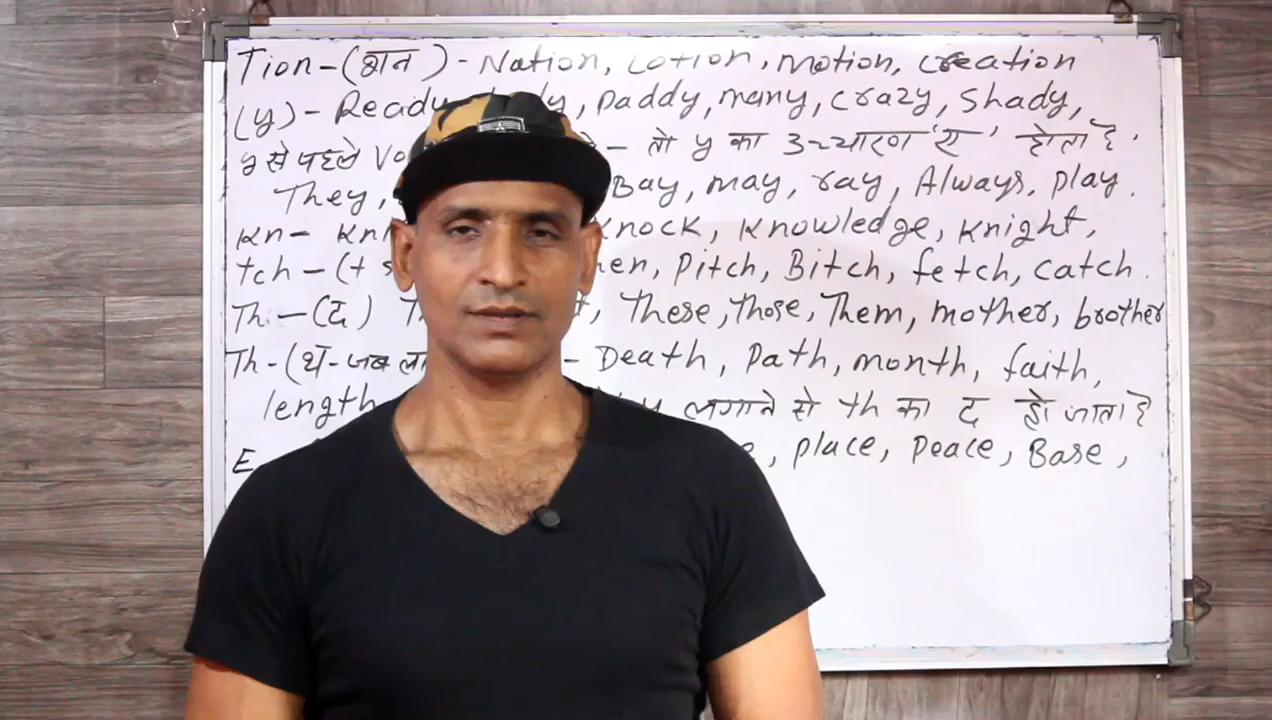 Tion-(शन) - Nation, Lotion, motion, Creation
(y) - Ready, Daddy, many, Crazy, Shady,
y से पहले - तो y का उच्चारण 'ए' होता है.
They, Bay, may, ray, Always, Play.
Kn- Knock, Knowledge, Knight,
tch - (t Pitch, Bitch, fetch, Catch.
Th - (द) These, those, Them, mother, brother
Th - (थ- जब - Death, Path, month, faith,
length लगाने से th का द हो जाता है
E place, Peace, Base,